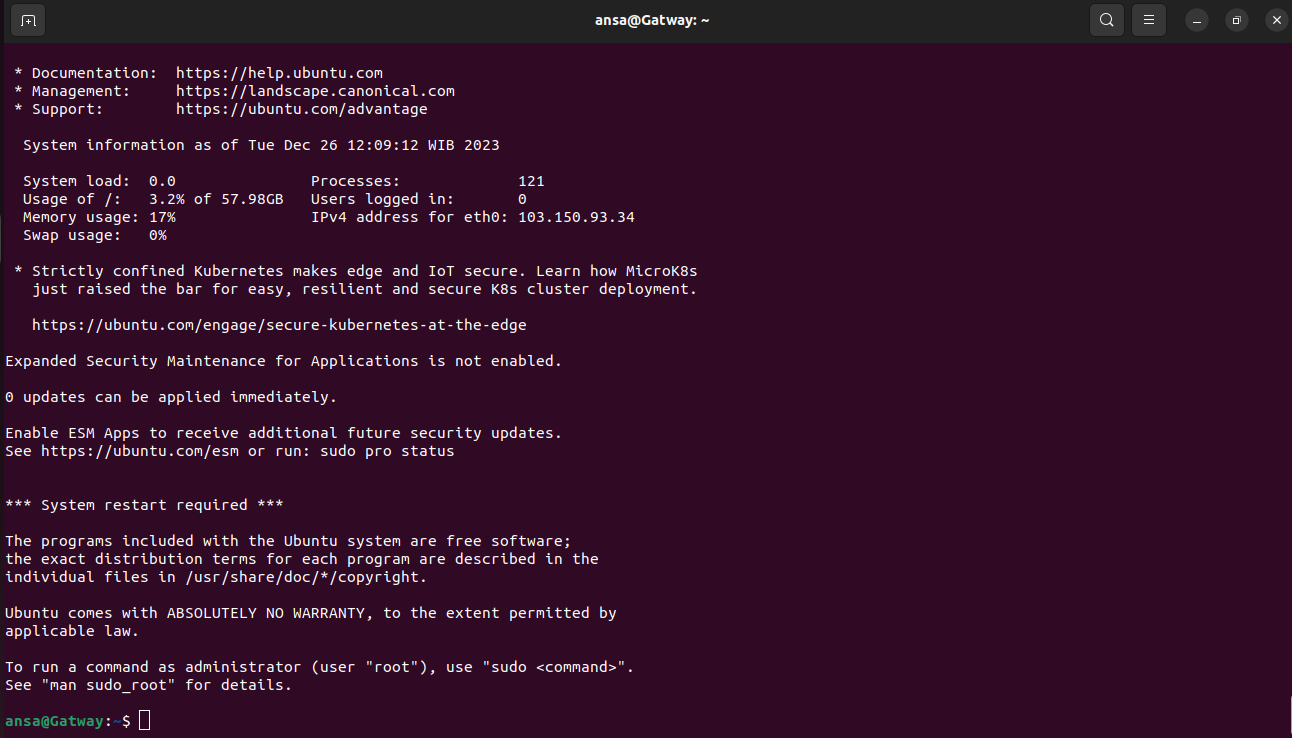 ansa@Gatway: ~
* Documentation:  https://help.ubuntu.com
* Management:     https://landscape.canonical.com
* Support:        https://ubuntu.com/advantage
System information as of Tue Dec 26 12:09:12 WIB 2023
System load:  0.0               Processes:             121
Usage of /:   3.2% of 57.98GB   Users logged in:       0
Memory usage: 17%               IPv4 address for eth0: 103.150.93.34
Swap usage:   0%
* Strictly confined Kubernetes makes edge and IoT secure. Learn how MicroK8s
just raised the bar for easy, resilient and secure K8s cluster deployment.
https://ubuntu.com/engage/secure-kubernetes-at-the-edge
Expanded Security Maintenance for Applications is not enabled.
0 updates can be applied immediately.
Enable ESM Apps to receive additional future security updates.
See https://ubuntu.com/esm or run: sudo pro status
*** System restart required ***
The programs included with the Ubuntu system are free software;
the exact distribution terms for each program are described in the
individual files in /usr/share/doc/*/copyright.
Ubuntu comes with ABSOLUTELY NO WARRANTY, to the extent permitted by
applicable law.
To run a command as administrator (user "root"), use "sudo <command>".
See "man sudo_root" for details.
ansa@Gatway:~$